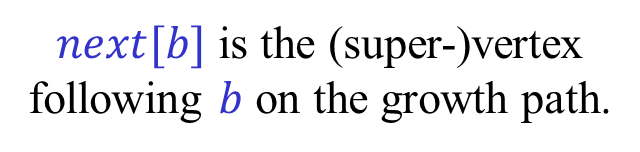 next[b] is the (super-)vertex
following b on the growth path.